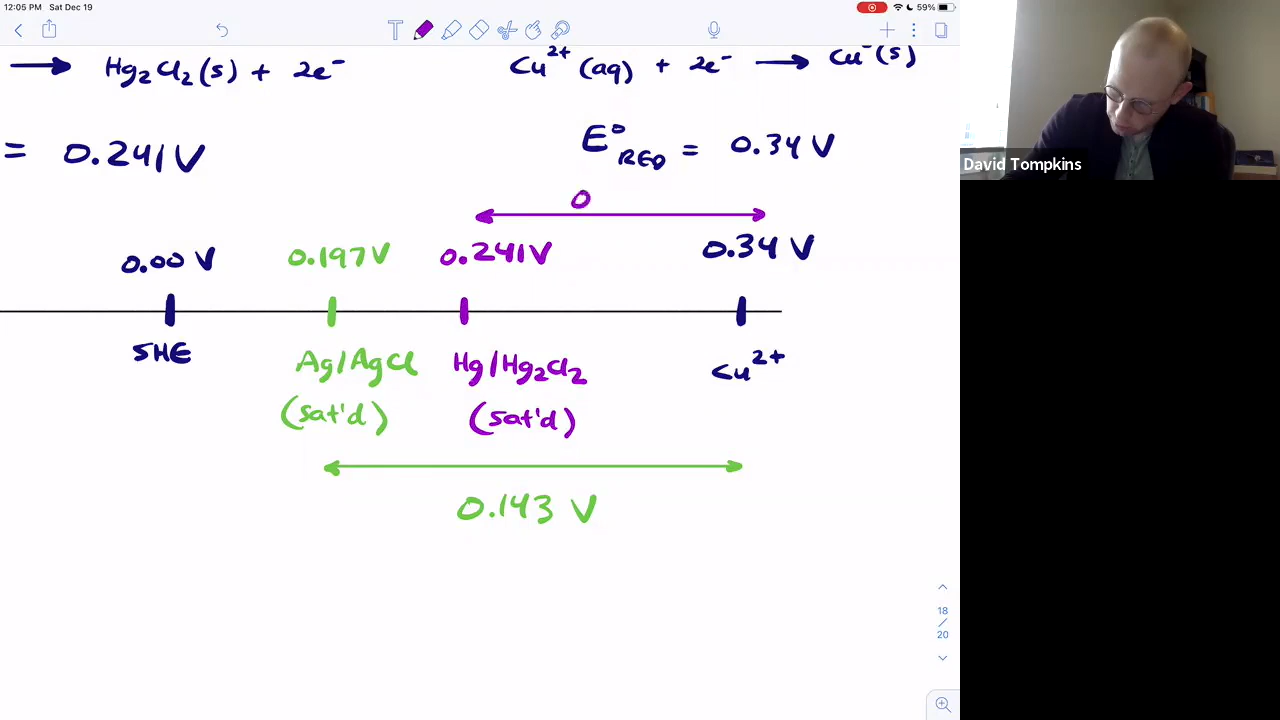 12:05 PM Sat Dec 19
59%
T
→ Hg₂Cl₂(s) + 2e⁻
Cu²⁺(aq) + 2e⁻ → Cu (s)
= 0.241 V
E°RED = 0.34 V
0
0.00 V 0.197 V 0.241 V 0.34 V
SHE Ag/AgCl Hg/Hg₂Cl₂ Cu²⁺
(sat'd) (sat'd)
0.143 V
18
/
20
David Tompkins